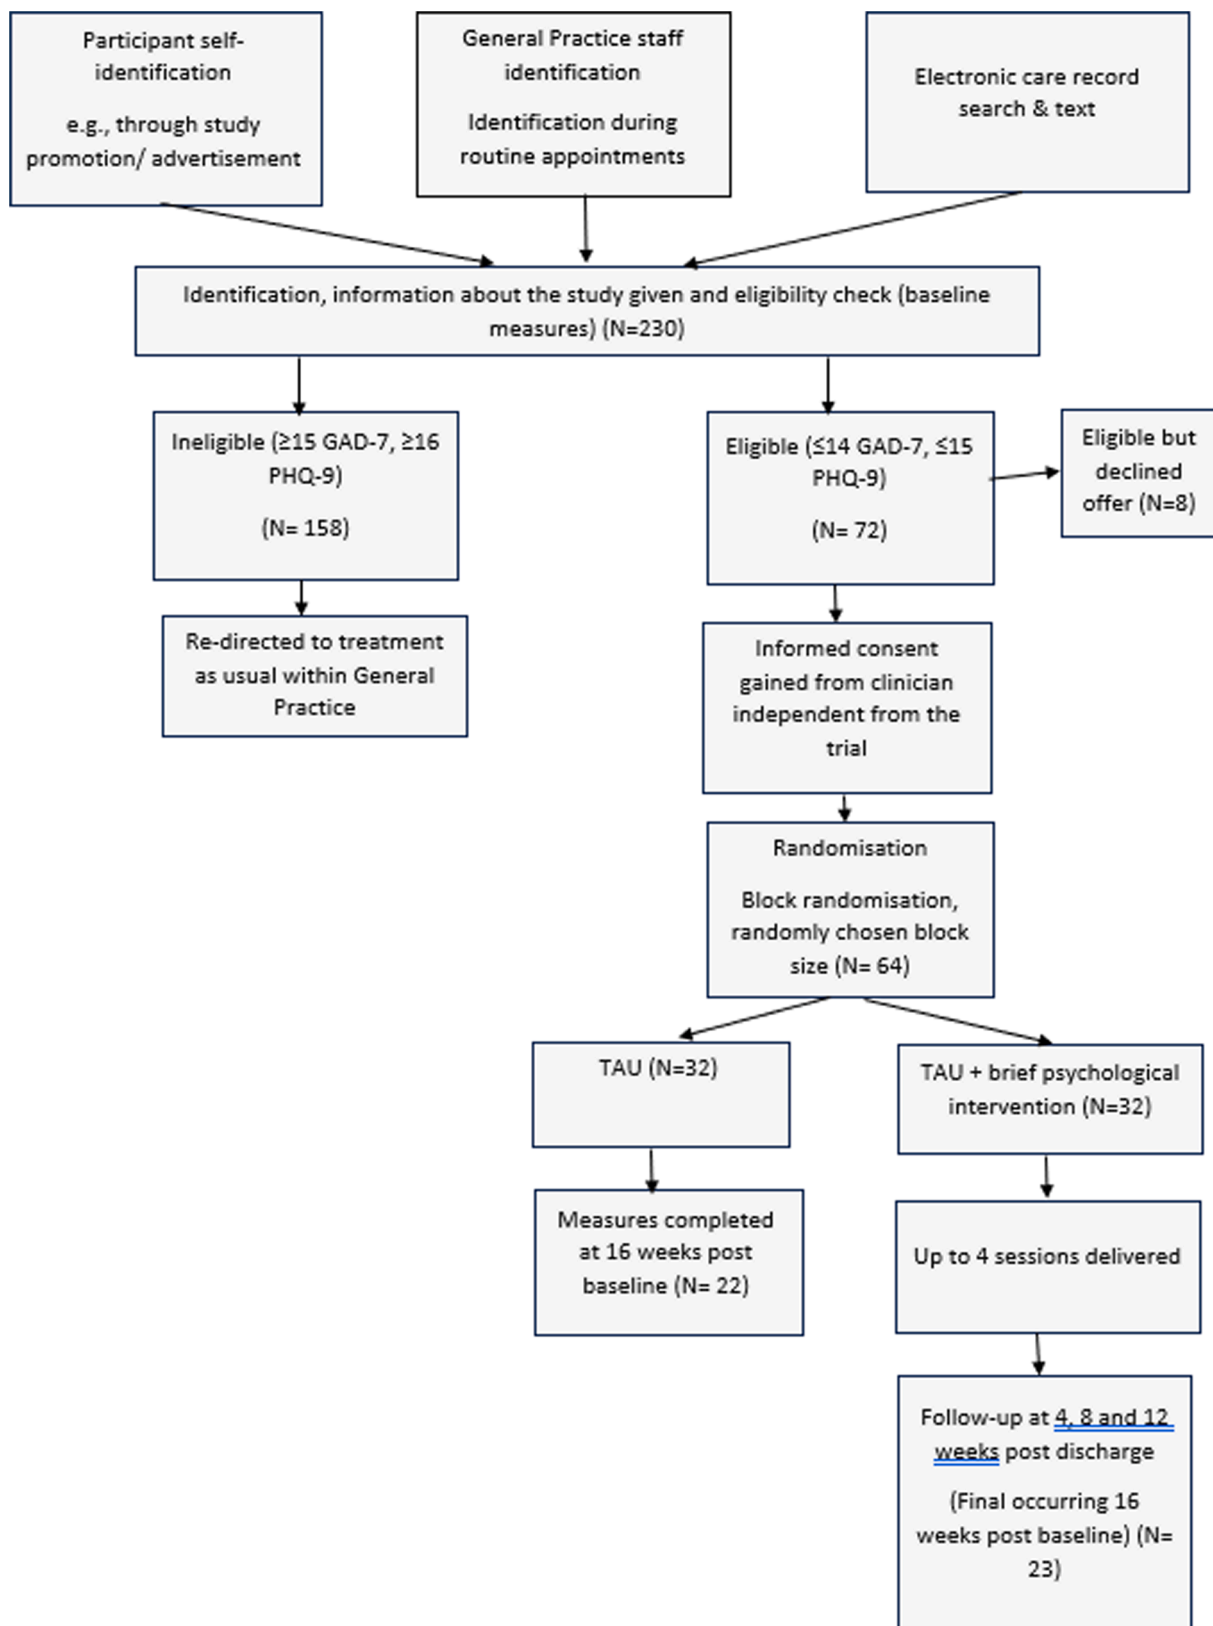 Participant self-
identification
e.g., through study
promotion/ advertisement
General Practice staff
identification
Identification during
routine appointments
Electronic care record
search & text
Identification, information about the study given and eligibility check (baseline
measures) (N=230)
Ineligible (≥15 GAD-7, ≥16
PHQ-9)
(N= 158)
Eligible (≤14 GAD-7, ≤15
PHQ-9)
(N= 72)
Eligible but
declined
offer (N=8)
Re-directed to treatment
as usual within General
Practice
Informed consent
gained from clinician
independent from the
trial
Randomisation
Block randomisation,
randomly chosen block
size (N= 64)
TAU (N=32)
TAU + brief psychological
intervention (N=32)
Measures completed
at 16 weeks post
baseline (N= 22)
Up to 4 sessions delivered
Follow-up at 4, 8 and 12
weeks post discharge
(Final occurring 16
weeks post baseline) (N=
23)